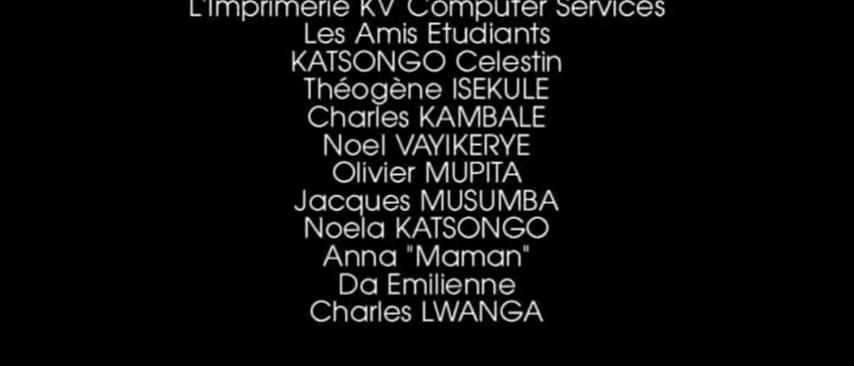 L'Imprimerie KV Computer Services
Les Amis Etudiants
KATSONGO Celestin
Théogène ISEKULE
Charles KAMBALE
Noel VAYIKERYE
Olivier MUPITA
Jacques MUSUMBA
Noela KATSONGO
Anna "Maman"
Da Emilienne
Charles LWANGA